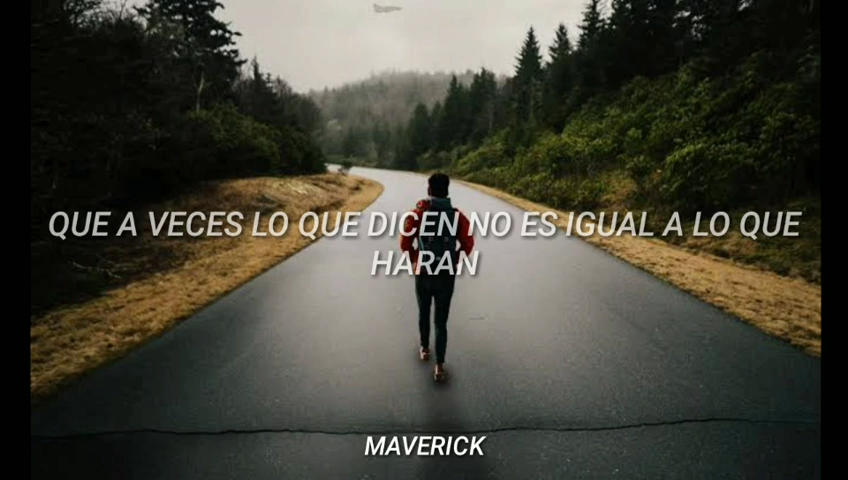 QUE A VECES LO QUE DICEN NO ES IGUAL A LO QUE
HARAN
MAVERICK